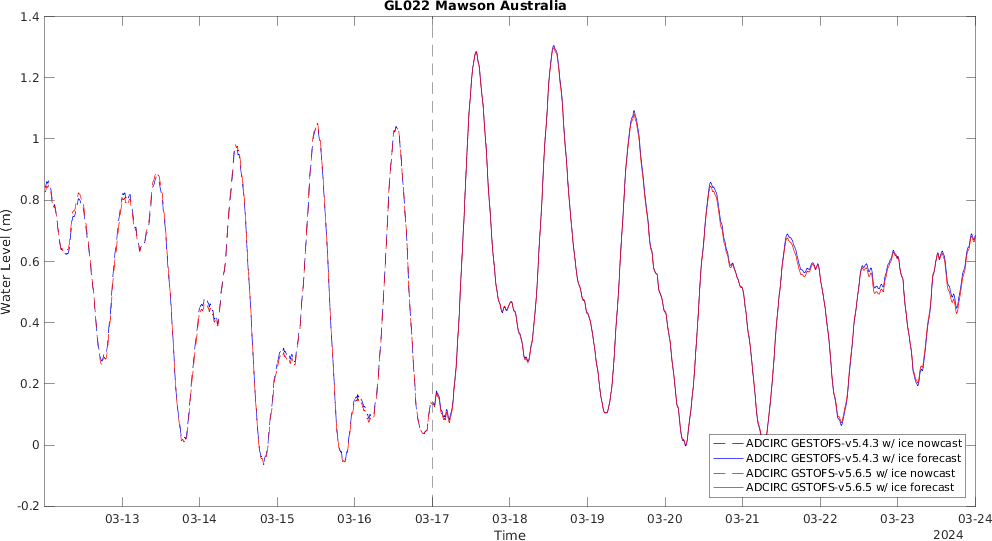 GL022 Mawson Australia
1.4
1.2
1
0.8
0.6
0.4
0.2
0
-0.2
Water Level (m)
ADCIRC GESTOFS-v5.4.3 w/ ice nowcast
ADCIRC GESTOFS-v5.4.3 w/ ice forecast
ADCIRC GSTOFS-v5.6.5 w/ ice nowcast
ADCIRC GSTOFS-v5.6.5 w/ ice forecast
03-13 03-14 03-15 03-16 03-17 03-18 03-19 03-20 03-21 03-22 03-23 03-24
Time
2024